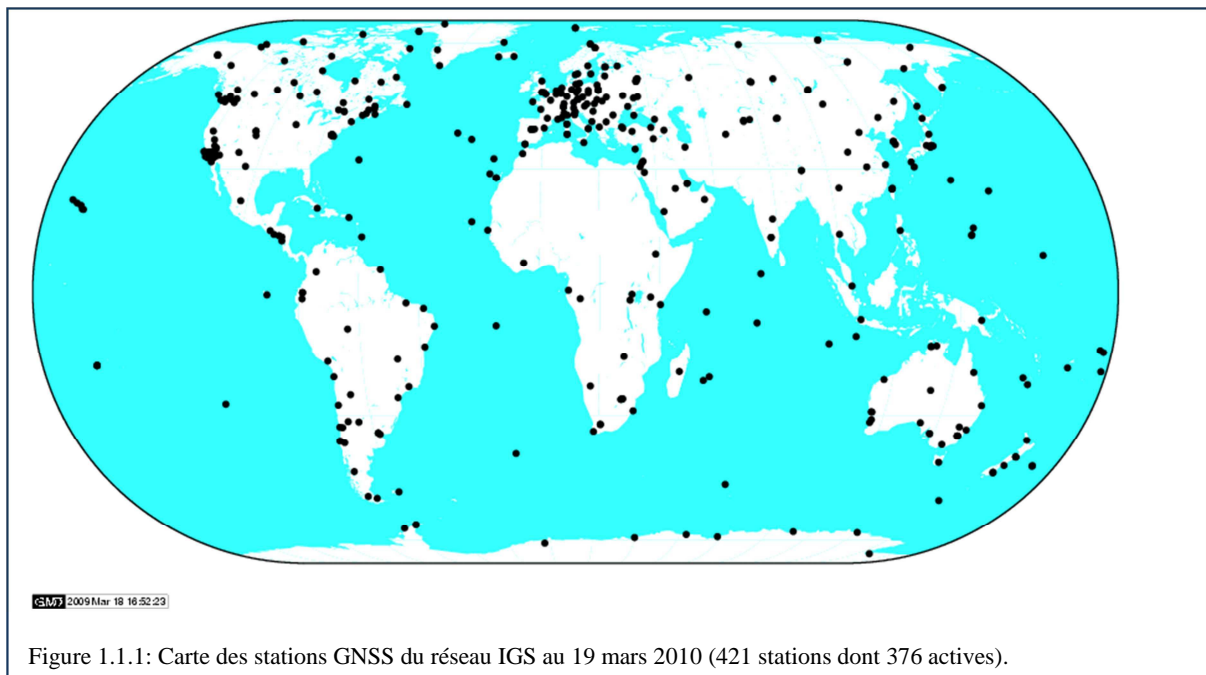 GMD 2009 Mar 18 16:52:23
Figure 1.1.1: Carte des stations GNSS du réseau IGS au 19 mars 2010 (421 stations dont 376 actives).